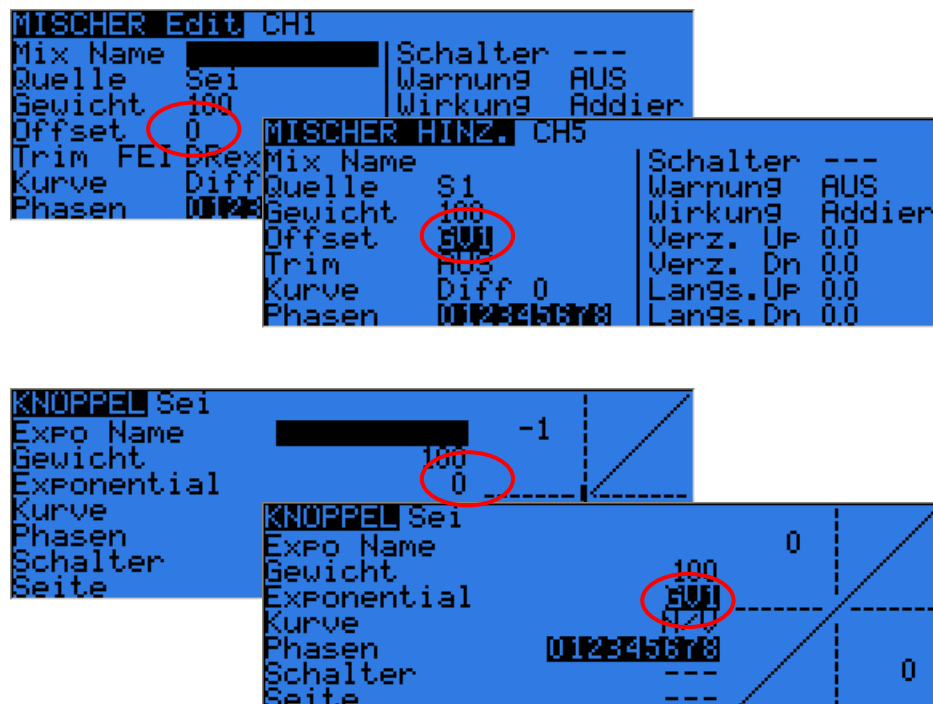 MISCHER Edit CH1
Mix Name Schalter ---
Quelle Sei Warnung AUS
Gewicht 100 Wirkung Addier
Offset 0
Trim FEI DRex
Kurve Diff
Phasen 0123
MISCHER HINZ. CH5
Mix Name Schalter ---
Quelle S1 Warnung AUS
Gewicht 100 Wirkung Addier
Offset GV1 Verz. Up 0.0
Trim AUS Verz. Dn 0.0
Kurve Diff 0 Langs.Up 0.0
Phasen 012345678 Langs.Dn 0.0
KNÜPPEL Sei
Expo Name -1
Gewicht 100
Exponential 0
Kurve
Phasen
Schalter
Seite
KNÜPPEL Sei
Expo Name 0
Gewicht 100
Exponential GV1
Kurve N/V
Phasen 012345678
Schalter --- 0
Seite ---